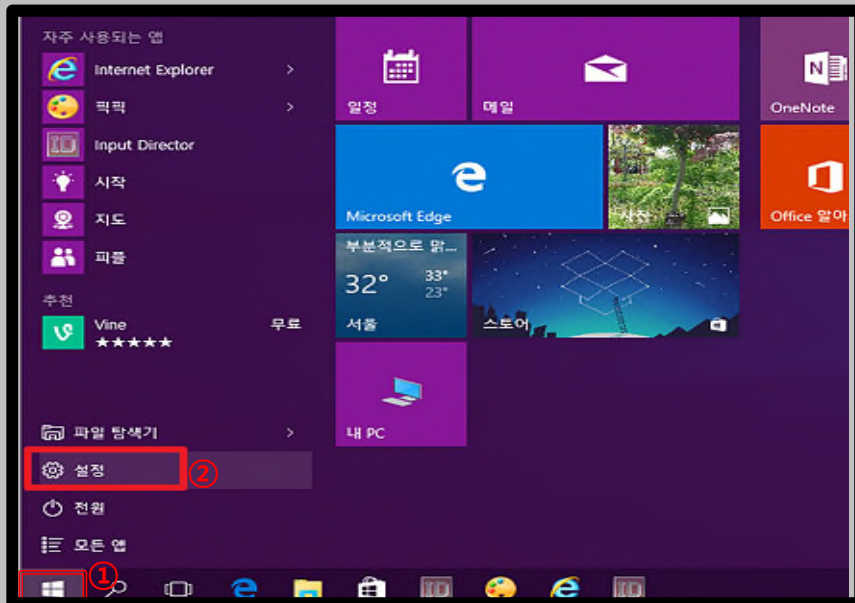 자주 사용되는 앱
Internet Explorer
픽픽
Input Director
시작
지도
피플
추천
Vine 무료
★★★★★
파일 탐색기
설정
②
전원
모든 앱
①
일정
메일
OneNote
Microsoft Edge
사진
Office 알아
부분적으로 맑...
32° 33°
23°
서울
스토어
내 PC